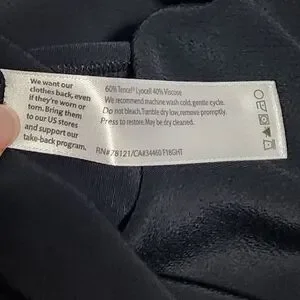 We want our
clothes back, even
if they're worn or
torn. Bring them
to our US stores
and support our
take-back program.
60% Tencel® Lyocell 40% Viscose
We recommend machine wash cold, gentle cycle.
Do not bleach. Tumble dry low, remove promptly.
Press to restore. May be dry cleaned.
RN#78121/CA#34460 F18GHT